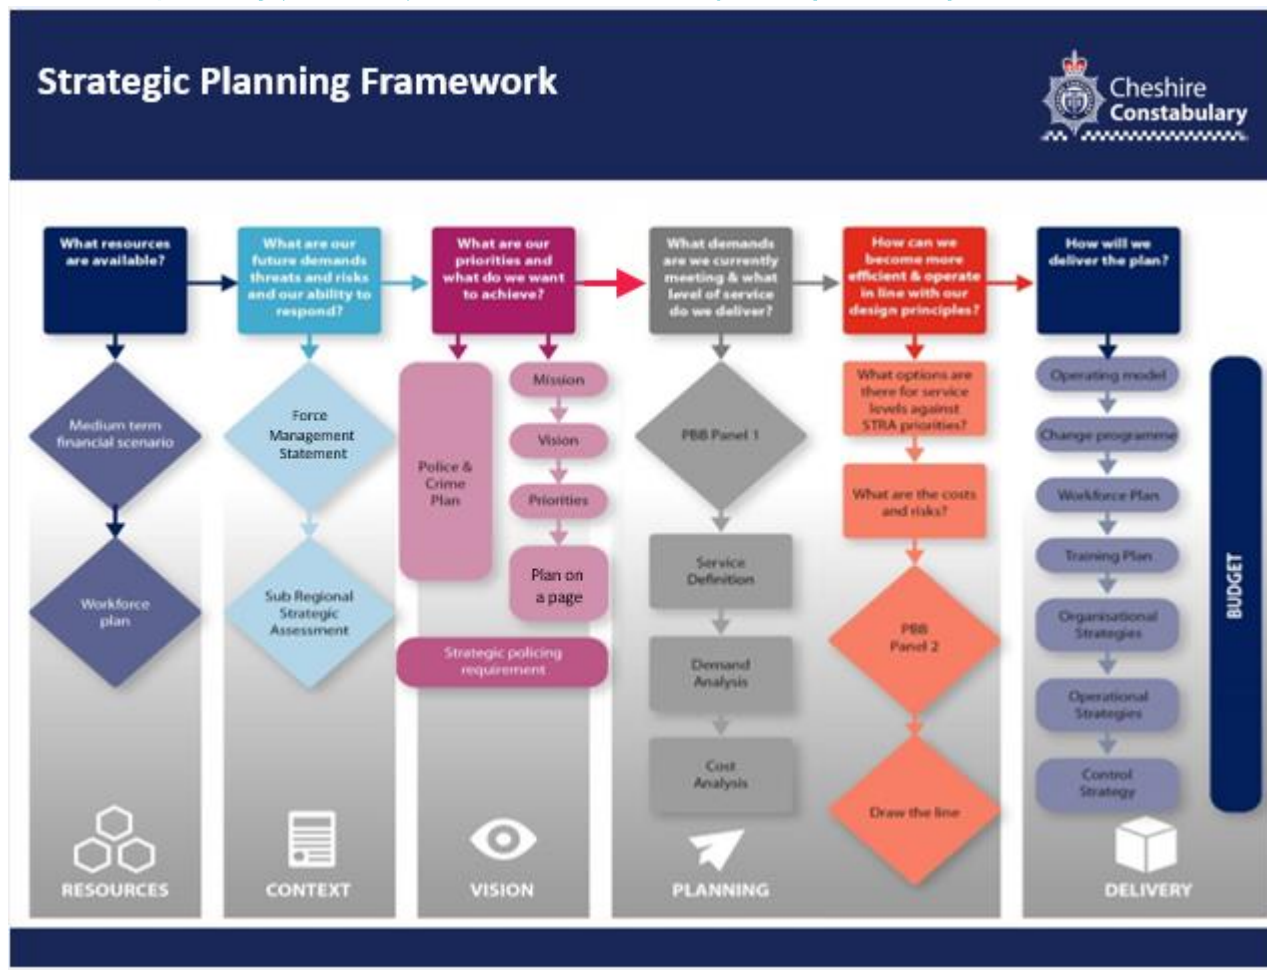 Strategic Planning Framework
Cheshire
Constabulary
What resources
are available?
Medium term
financial scenario
Workforce
plan
RESOURCES
What are our
future demands
threats and risks
and our ability to
respond?
Force
Management
Statement
Sub Regional
Strategic
Assessment
CONTEXT
What are our
priorities and
what do we want
to achieve?
Police &
Crime
Plan
Mission
Vision
Priorities
Plan on
a page
Strategic policing
requirement
VISION
What demands
are we currently
meeting & what
level of service
do we deliver?
PBB Panel 1
Service
Definition
Demand
Analysis
Cost
Analysis
PLANNING
How can we
become more
efficient & operate
in line with our
design principles?
What options are
there for service
levels against
STRA priorities?
What are the costs
and risks?
PBB
Panel 2
Draw the line
How will we
deliver the plan?
Operating model
Change programme
Workforce Plan
Training Plan
Organisational
Strategies
Operational
Strategies
Control
Strategy
BUDGET
DELIVERY